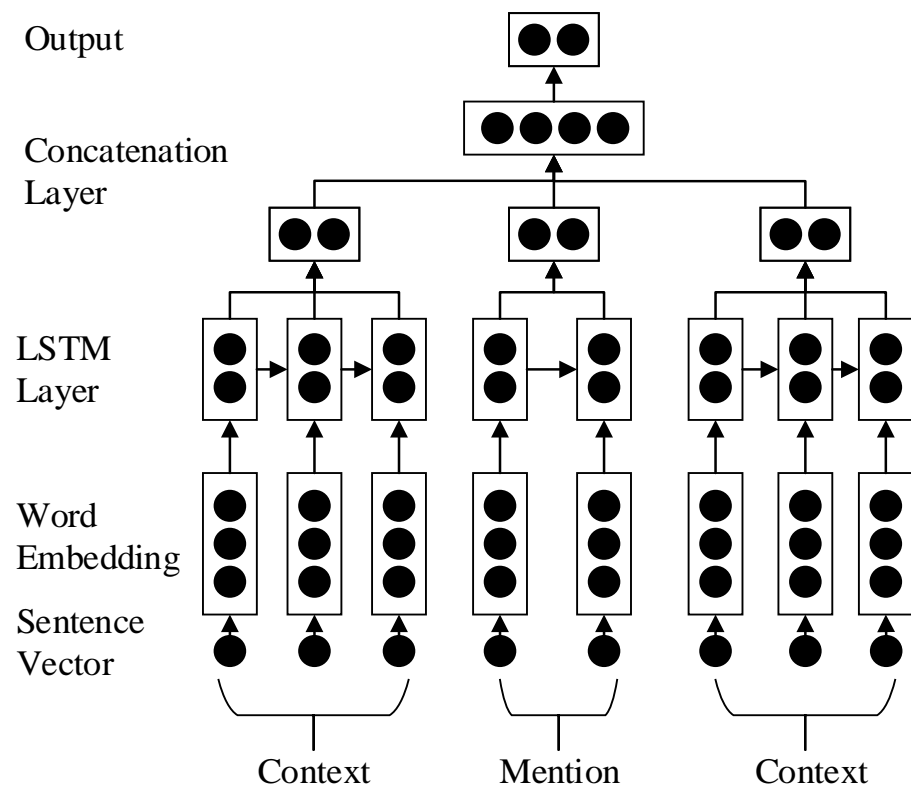 Output
Concatenation
Layer
LSTM
Layer
Word
Embedding
Sentence
Vector
Context
Mention
Context